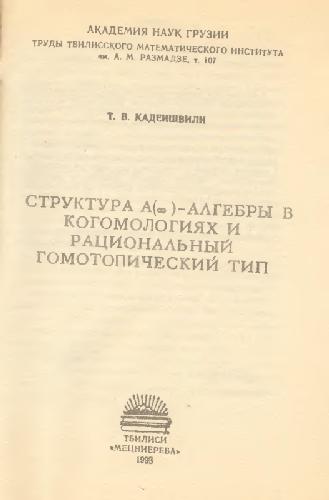 АКАДЕМИЯ НАУК ГРУЗИИ
ТРУДЫ ТБИЛИССКОГО МАТЕМАТИЧЕСКОГО ИНСТИТУТА
им. А. М. РАЗМАДЗЕ, т. 107
Т. В. КАДЕИШВИЛИ
СТРУКТУРА А(∞)-АЛГЕБРЫ В
КОГОМОЛОГИЯХ И
РАЦИОНАЛЬНЫЙ
ГОМОТОПИЧЕСКИЙ ТИП
ТБИЛИСИ
«МЕЦНИЕРЕБА»
1993